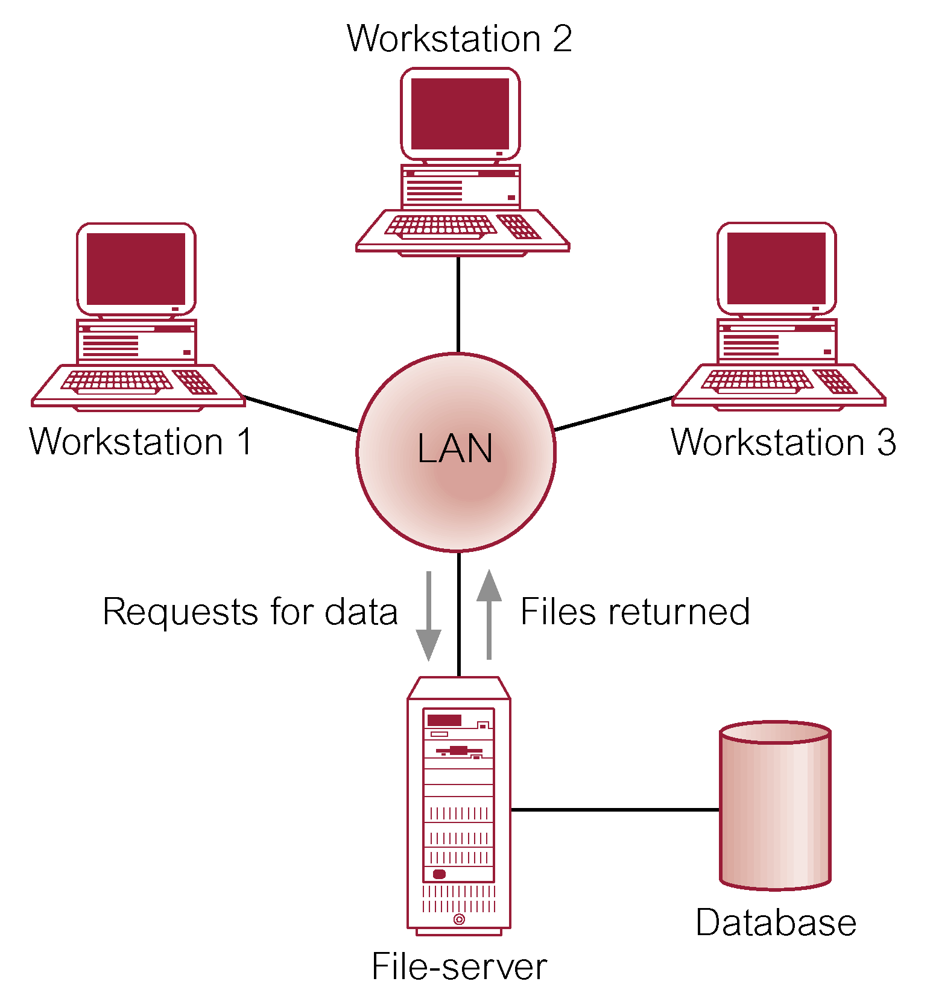 Workstation 2
Workstation 1
LAN
Workstation 3
Requests for data
Files returned
Database
File-server